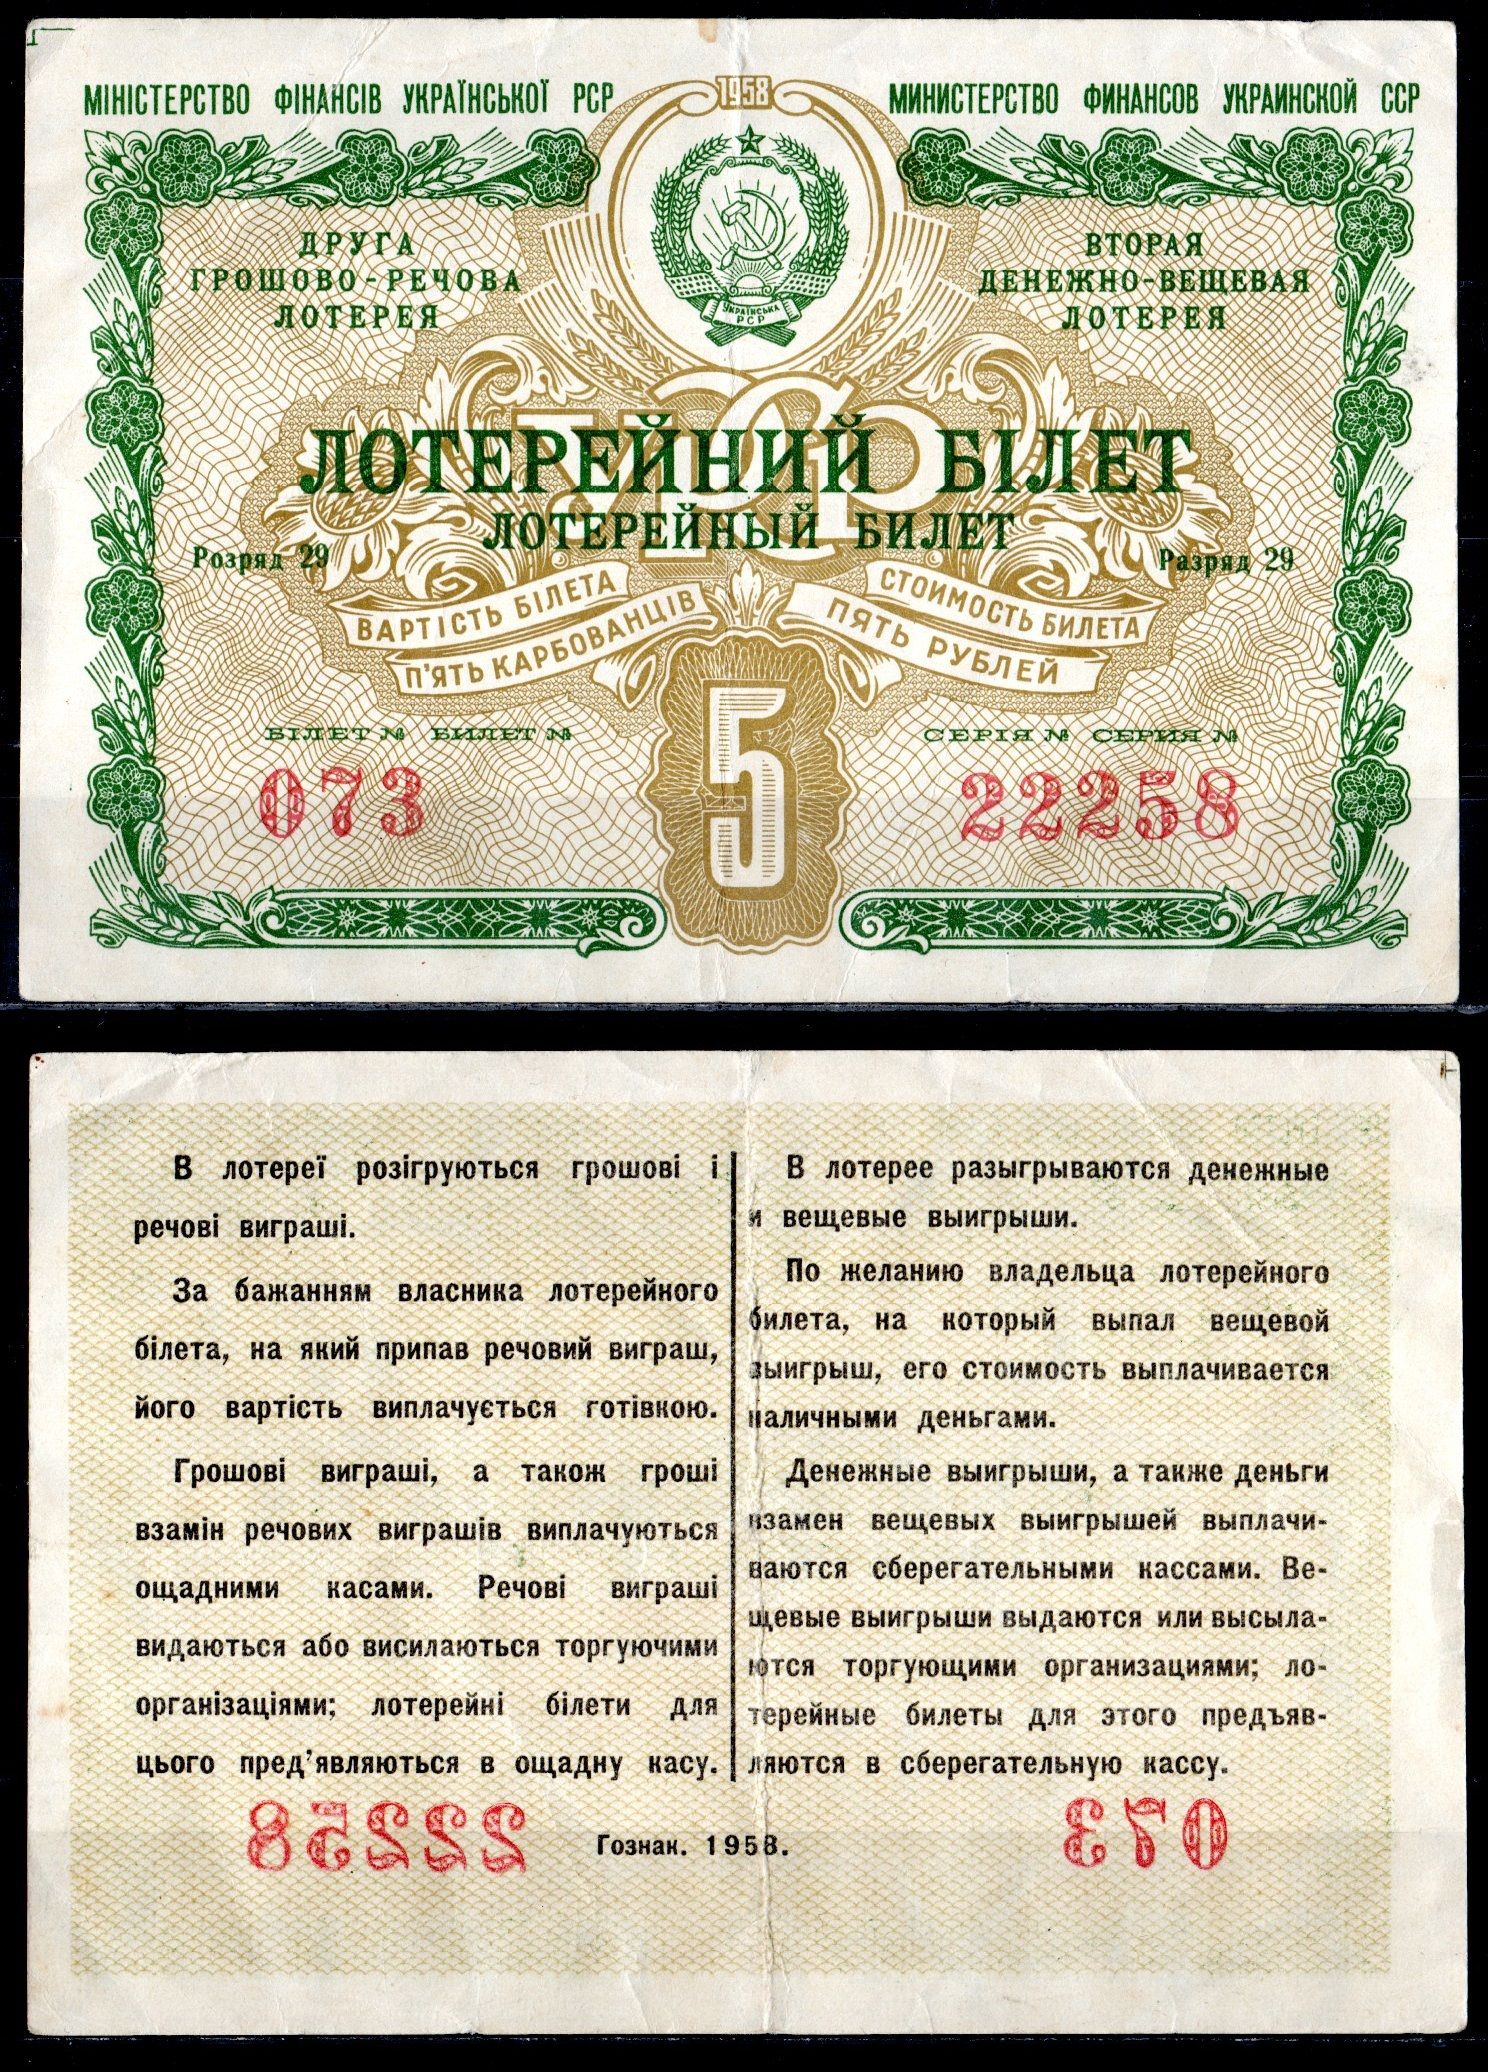 1958
МІНІСТЕРСТВО ФІНАНСІВ УКРАЇНСЬКОЇ РСР
МИНИСТЕРСТВО ФИНАНСОВ УКРАИНСКОЙ ССР
ДРУГА
ГРОШОВО-РЕЧОВА
ЛОТЕРЕЯ
ВТОРАЯ
ДЕНЕЖНО-ВЕЩЕВАЯ
ЛОТЕРЕЯ
УКРАЇНСЬКА
РСР
ЛОТЕРЕЙНИЙ БІЛЕТ
ЛОТЕРЕЙНЫЙ БИЛЕТ
Розряд 29
Разряд 29
ВАРТІСТЬ БІЛЕТА
П'ЯТЬ КАРБОВАНЦІВ
СТОИМОСТЬ БИЛЕТА
ПЯТЬ РУБЛЕЙ
5
БІЛЕТ № БИЛЕТ №
073
СЕРІЯ № СЕРИЯ №
22258
В лотереї розігруються грошові і
речові виграші.
За бажанням власника лотерейного
білета, на який припав речовий виграш,
його вартість виплачується готівкою.
Грошові виграші, а також гроші
взамін речових виграшів виплачуються
ощадними касами. Речові виграші
видаються або висилаються торгуючими
організаціями; лотерейні білети для
цього пред'являються в ощадну касу.
В лотерее разыгрываются денежные
и вещевые выигрыши.
По желанию владельца лотерейного
билета, на который выпал вещевой
выигрыш, его стоимость выплачивается
наличными деньгами.
Денежные выигрыши, а также деньги
взамен вещевых выигрышей выплачи-
ваются сберегательными кассами. Ве-
щевые выигрыши выдаются или высыла-
ются торгующими организациями; ло-
терейные билеты для этого предъяв-
ляются в сберегательную кассу.
22258
Гознак. 1958.
073